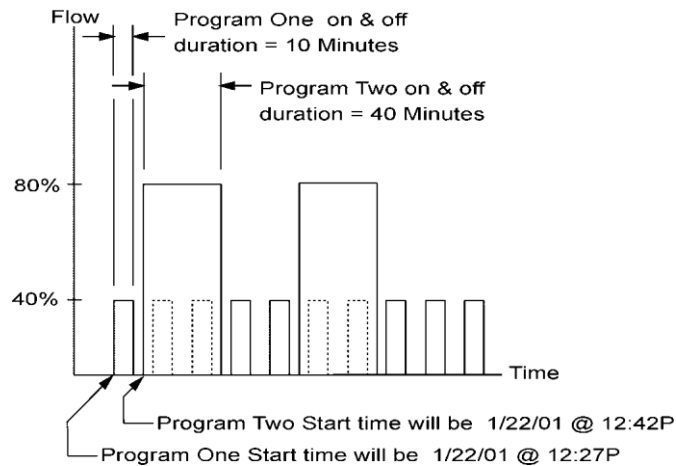 Flow
Program One on & off
duration = 10 Minutes
Program Two on & off
duration = 40 Minutes
80%
40%
Time
Program Two Start time will be 1/22/01 @ 12:42P
Program One Start time will be 1/22/01 @ 12:27P